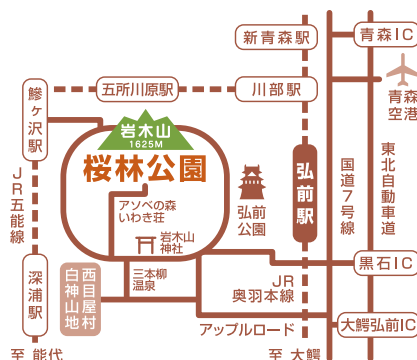 新青森駅
青森IC
五所川原駅
川部駅
青森
空港
鰺ヶ沢駅
岩木山
1625M
桜林公園
弘前駅
国道7号線
東北自動車道
JR五能線
アソベの森
いわき荘
弘前
公園
岩木山
神社
黒石IC
深浦駅
西目屋村
白神山地
三本柳
温泉
JR
奥羽本線
アップルロード
大鰐弘前IC
至 能代
至 大鰐